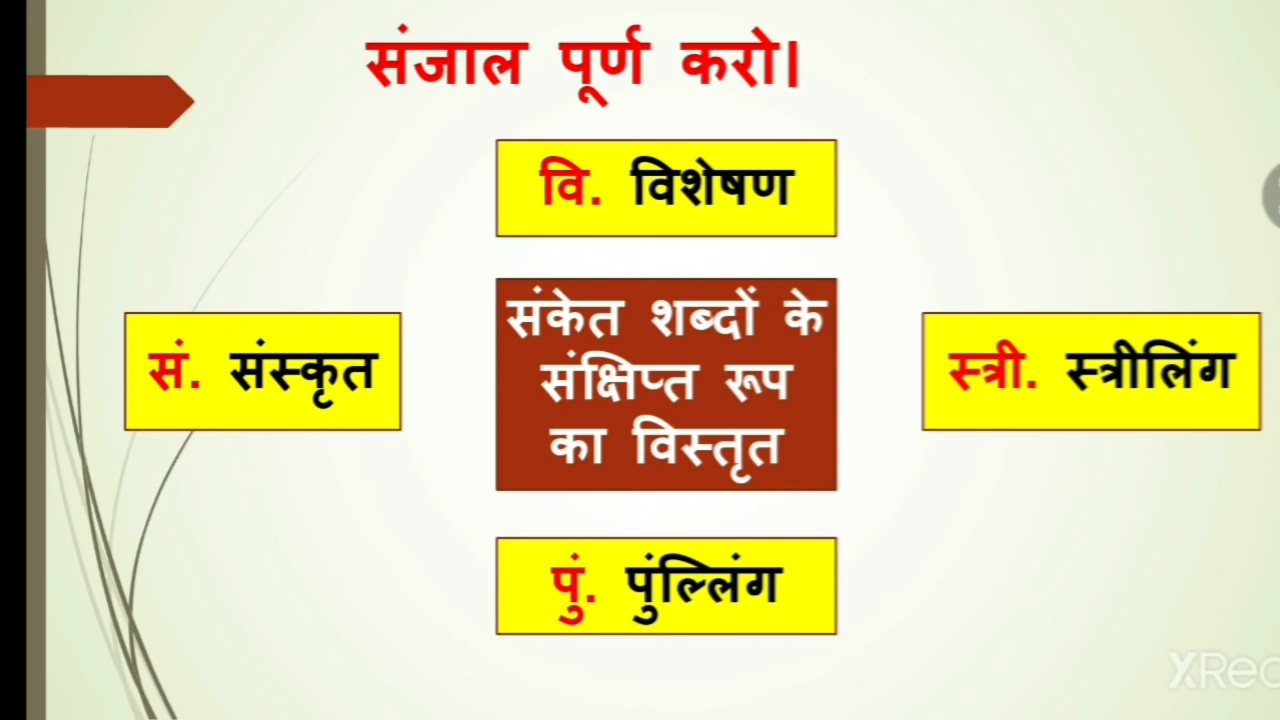 संजाल पूर्ण करो।
वि. विशेषण
सं. संस्कृत
संकेत शब्दों के
संक्षिप्त रूप
का विस्तृत
स्त्री. स्त्रीलिंग
पुं. पुंल्लिंग